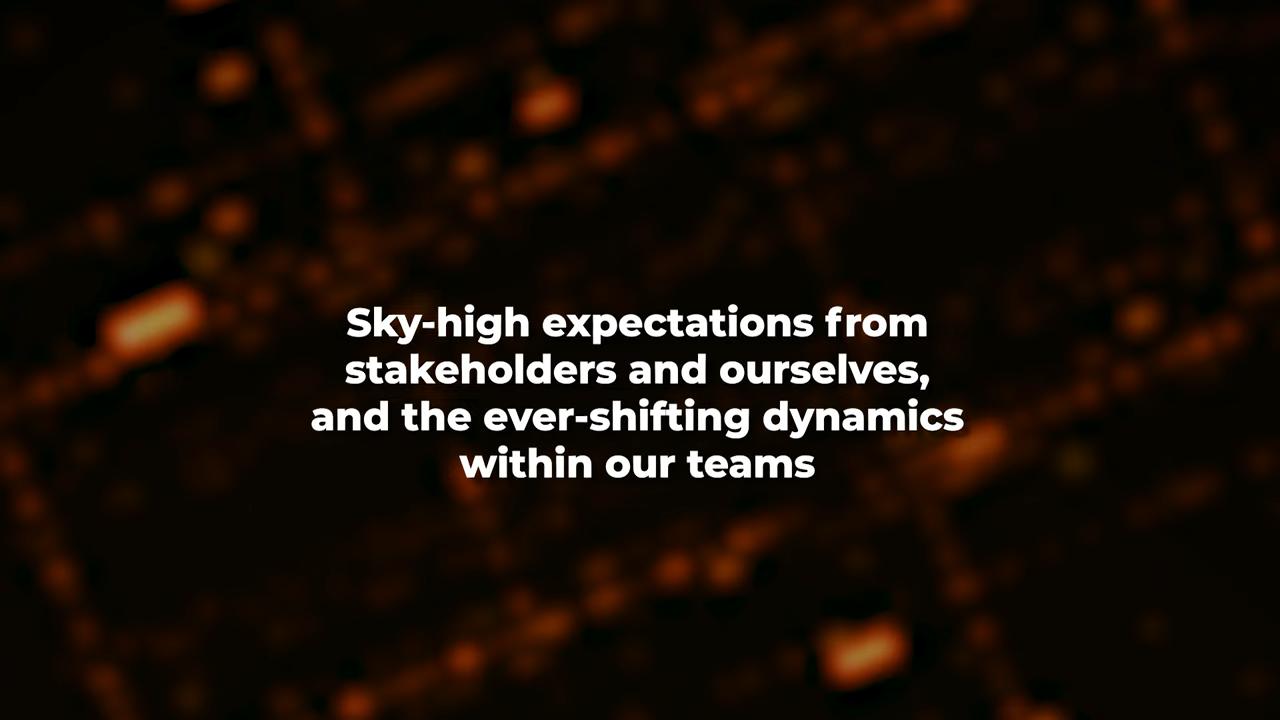 Sky-high expectations from
stakeholders and ourselves,
and the ever-shifting dynamics
within our teams